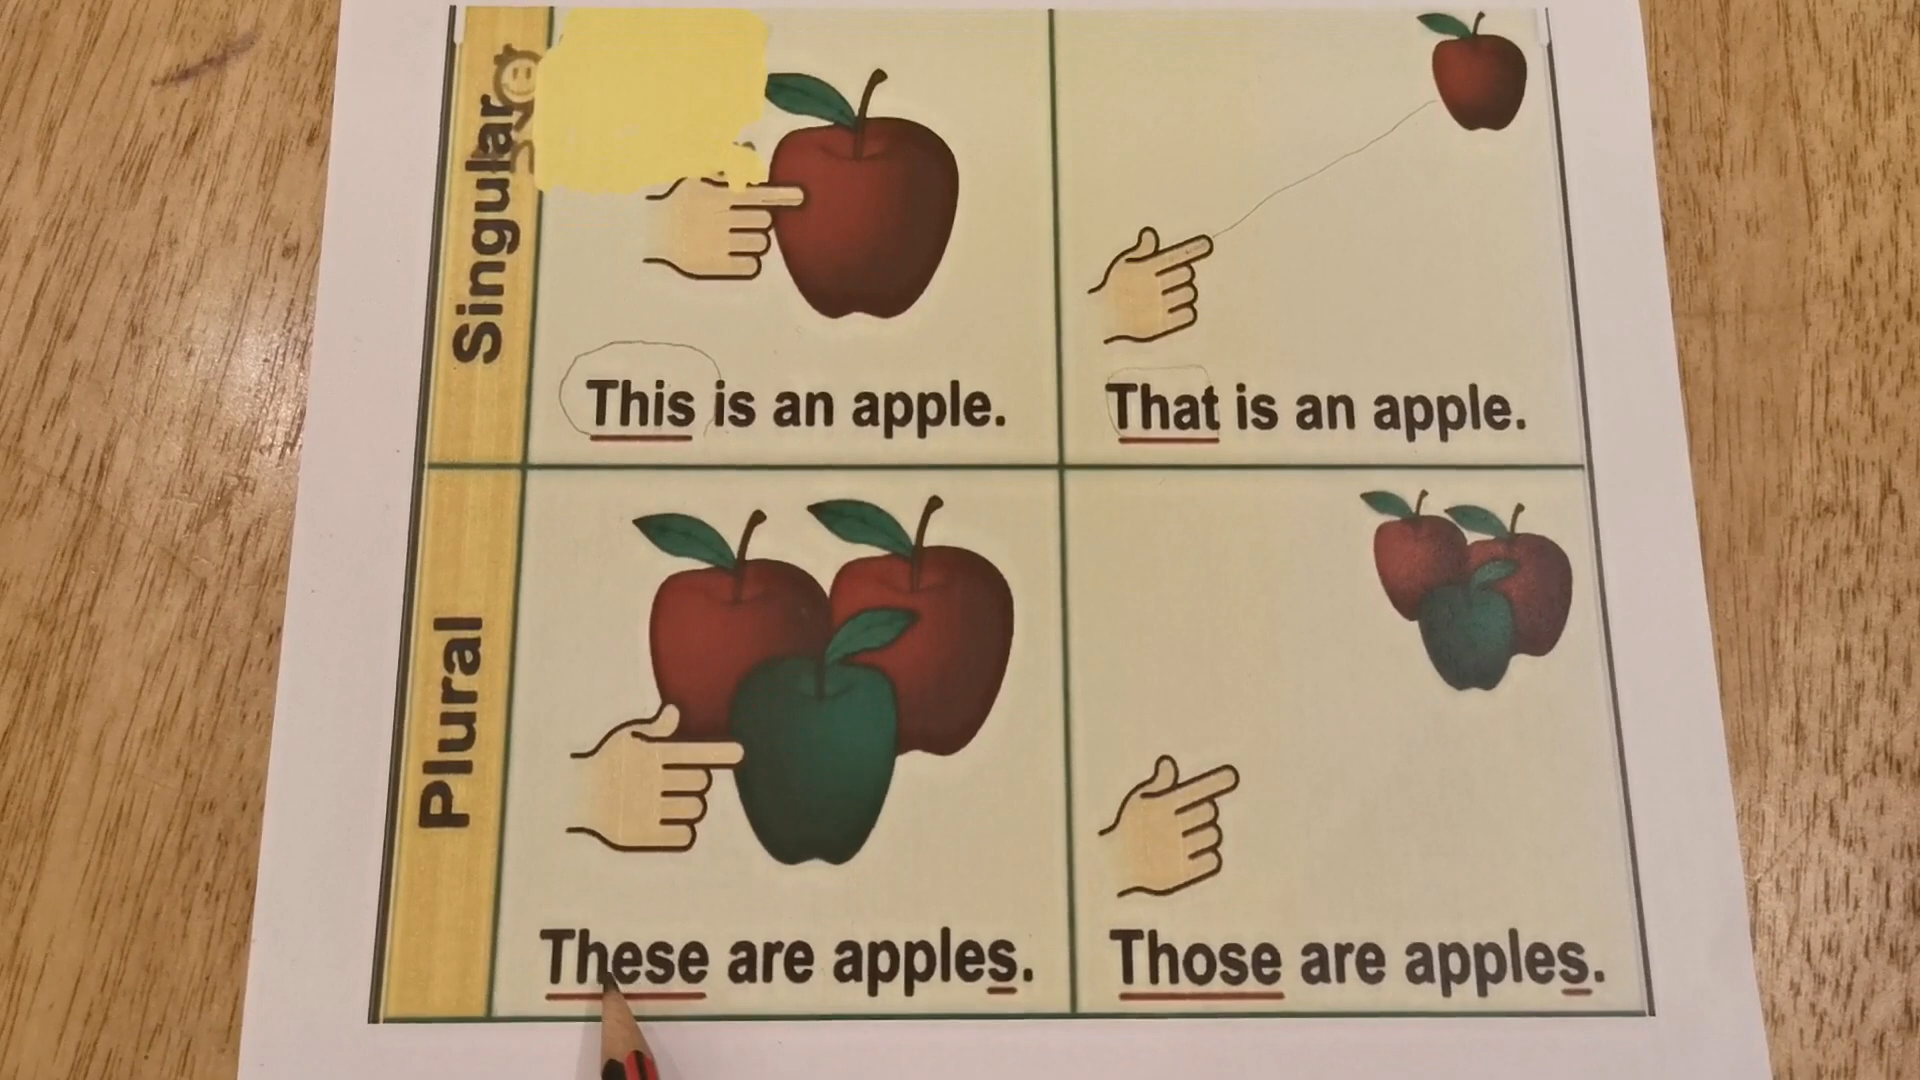 Singular
This is an apple.
That is an apple.
Plural
These are apples.
Those are apples.